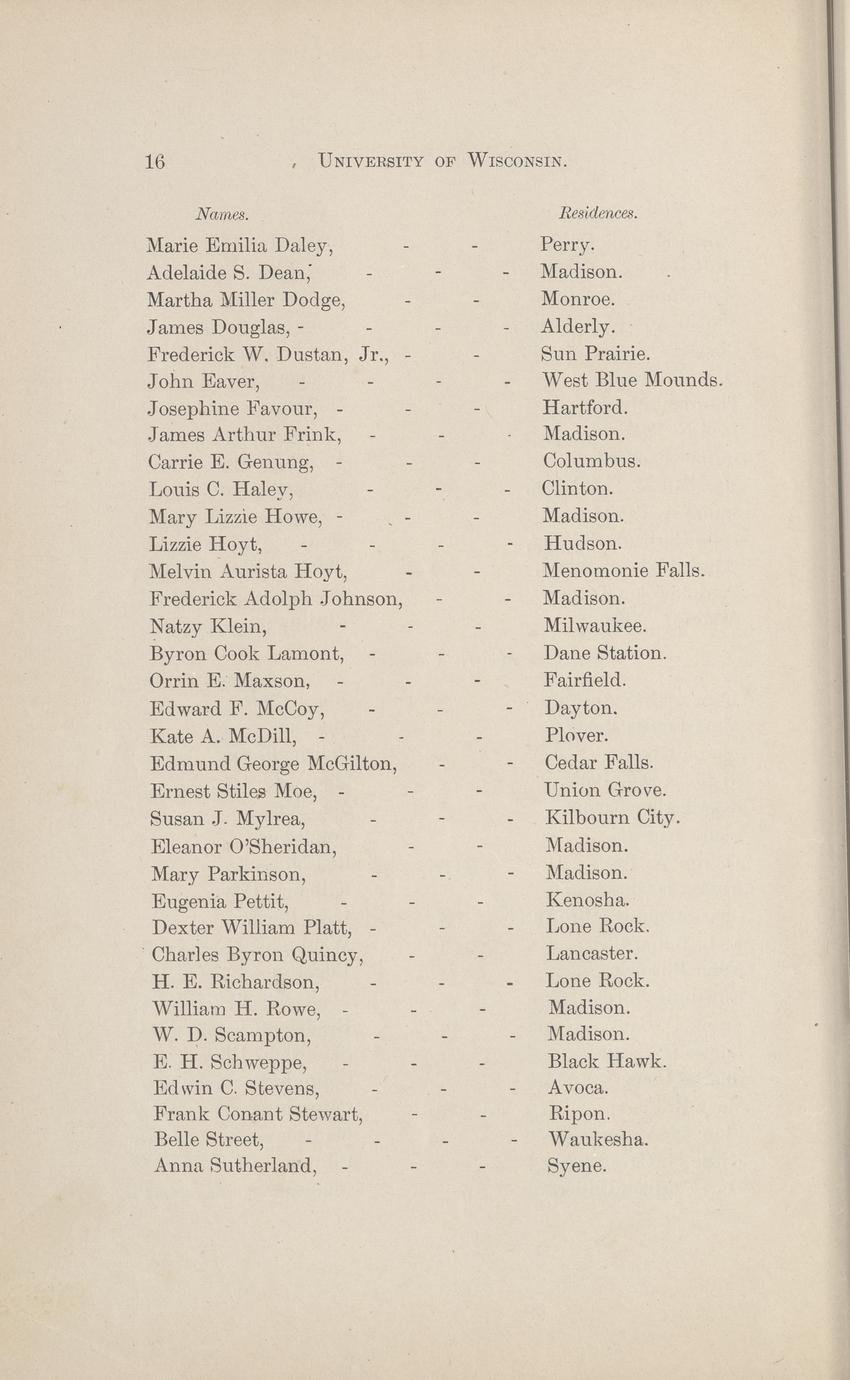 16 UNIVERSITY OF WISCONSIN.
Names. Residences.
Marie Emilia Daley, - - Perry.
Adelaide S. Dean, - - - Madison.
Martha Miller Dodge, - - Monroe.
James Douglas, - - - - Alderly.
Frederick W. Dustan, Jr., - - Sun Prairie.
John Eaver, - - - - West Blue Mounds.
Josephine Favour, - - - Hartford.
James Arthur Frink, - - - Madison.
Carrie E. Genung, - - - Columbus.
Louis C. Haley, - - - Clinton.
Mary Lizzie Howe, - - - Madison.
Lizzie Hoyt, - - - - Hudson.
Melvin Aurista Hoyt, - - Menomonie Falls.
Frederick Adolph Johnson, - - Madison.
Natzy Klein, - - - Milwaukee.
Byron Cook Lamont, - - - Dane Station.
Orrin E. Maxson, - - - Fairfield.
Edward F. McCoy, - - - Dayton.
Kate A. McDill, - - - Plover.
Edmund George McGilton, - - Cedar Falls.
Ernest Stiles Moe, - - - Union Grove.
Susan J. Mylrea, - - - Kilbourn City.
Eleanor O'Sheridan, - - Madison.
Mary Parkinson, - - - Madison.
Eugenia Pettit, - - - Kenosha.
Dexter William Platt, - - - Lone Rock.
Charles Byron Quincy, - - Lancaster.
H. E. Richardson, - - - Lone Rock.
William H. Rowe, - - - Madison.
W. D. Scampton, - - - Madison.
E. H. Schweppe, - - - Black Hawk.
Edwin C. Stevens, - - - Avoca.
Frank Conant Stewart, - - Ripon.
Belle Street, - - - - Waukesha.
Anna Sutherland, - - - Syene.